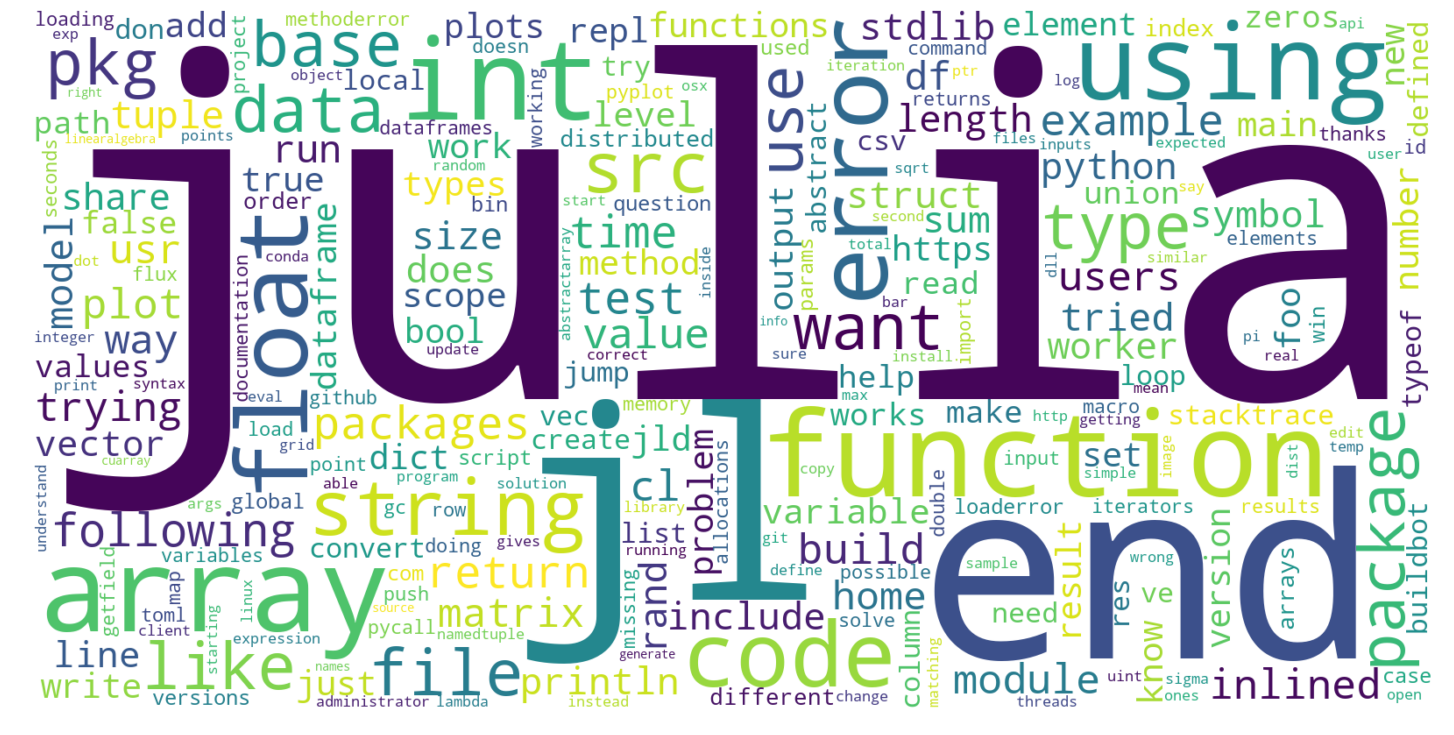 loading
exp
don
add
methoderror
plots
repl
functions
stdlib
element
index
zeros
api
pkg
project
base
doesn
int
used
command
iteration
df
ptr
using
new
object
local
try
pyplot
osx
log
right
path
tuple
data
dataframes
working
level
use
error
returns
length
example
main
thanks
defined
linearalgebra
points
julia
run
work
random
distributed
src
abstract
csv
files
inputs
python
expected
id
user
seconds
share
true
order
types
bin
start
question
output
struct
sqrt
second
sum
union
say
type
symbol
number
false
usr
float
size
time
method
params
total
https
dll
elements
similar
model
dot
flux
documentation
conda
does
scope
abstractarray
inside
test
read
users
plot
dataframe
bool
update
value
info
want
bar
import
tried
foo
pi
win
integer
way
correct
sure
install
worker
real
values
print
syntax
jump
help
loop
mean
typeof
trying
eval
github
vec
memory
max
works
make
http
macro
getting
stacktrace
load
packages
create
jld
jl
function
vector
grid
cuarray
point
dict
script
copy
input
set
simple
image
dist
edit
temp
package
understand
args
global
able
program
solution
cl
problem
variable
double
loaderror
iterators
results
following
string
gc
row
library
list
allocations
git
build
end
variables
convert
doing
gives
running
define
possible
sample
wrong
result
version
arrays
buildbot
array
getfield
toml
map
linux
com
return
push
source
missing
rand
home
solve
need
res
ve
client
starting
expression
pycall
matrix
namedtuple
include
column
line
like
names
just
file
generate
code
matching
module
know
uint
sigma
inlined
case
write
versions
administrator
lambda
println
instead
different
change
threads
ones
open